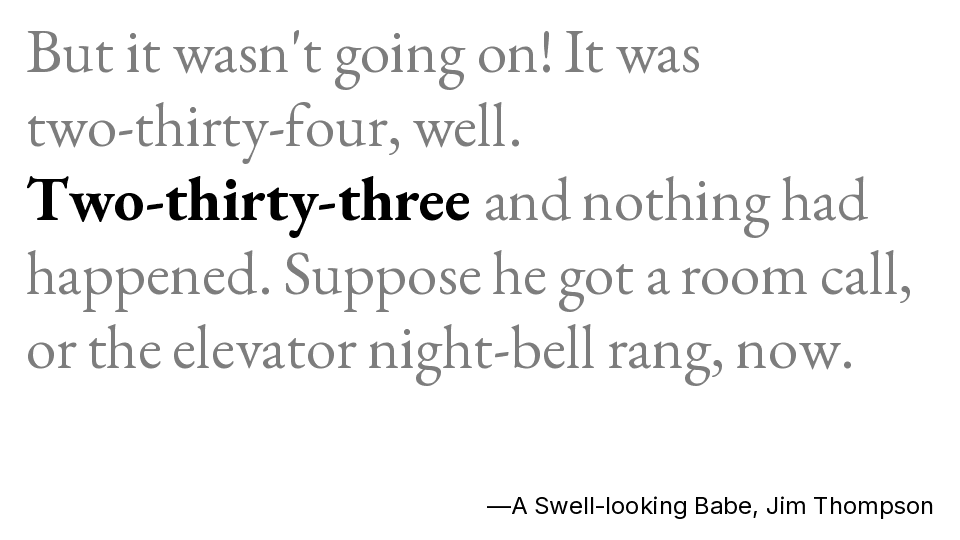 But it wasn't going on! It was
two-thirty-four, well.
Two-thirty-three and nothing had
happened. Suppose he got a room call,
or the elevator night-bell rang, now.
—A Swell-looking Babe, Jim Thompson